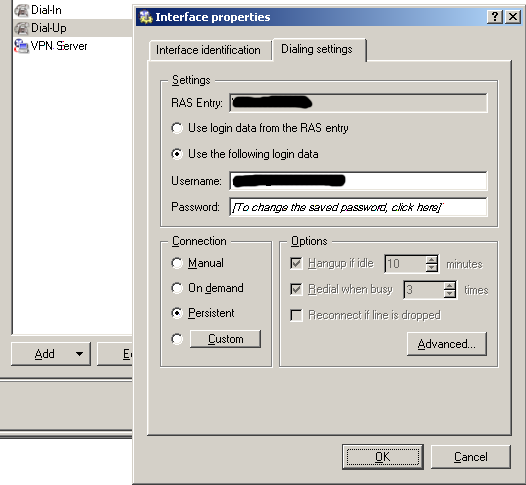 Dial-In
Dial-Up
VPN Server
Add
Interface properties
Interface identification
Dialing settings
Settings
RAS Entry:
Use login data from the RAS entry
Use the following login data
Username:
Password: [To change the saved password, click here]
Connection
Manual
On demand
Persistent
Custom
Options
Hangup if idle 10 minutes
Redial when busy 3 times
Reconnect if line is dropped
Advanced...
OK
Cancel